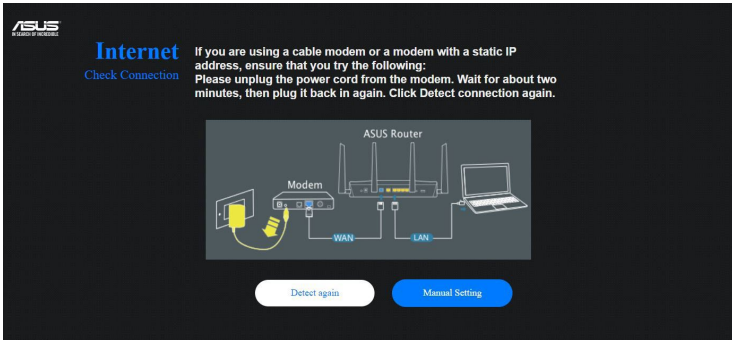 ASUS
IN SEARCH OF INCREDIBLE
Internet
Check Connection
If you are using a cable modem or a modem with a static IP
address, ensure that you try the following:
Please unplug the power cord from the modem. Wait for about two
minutes, then plug it back in again. Click Detect connection again.
ASUS Router
Modem
WAN
LAN
Detect again
Manual Setting